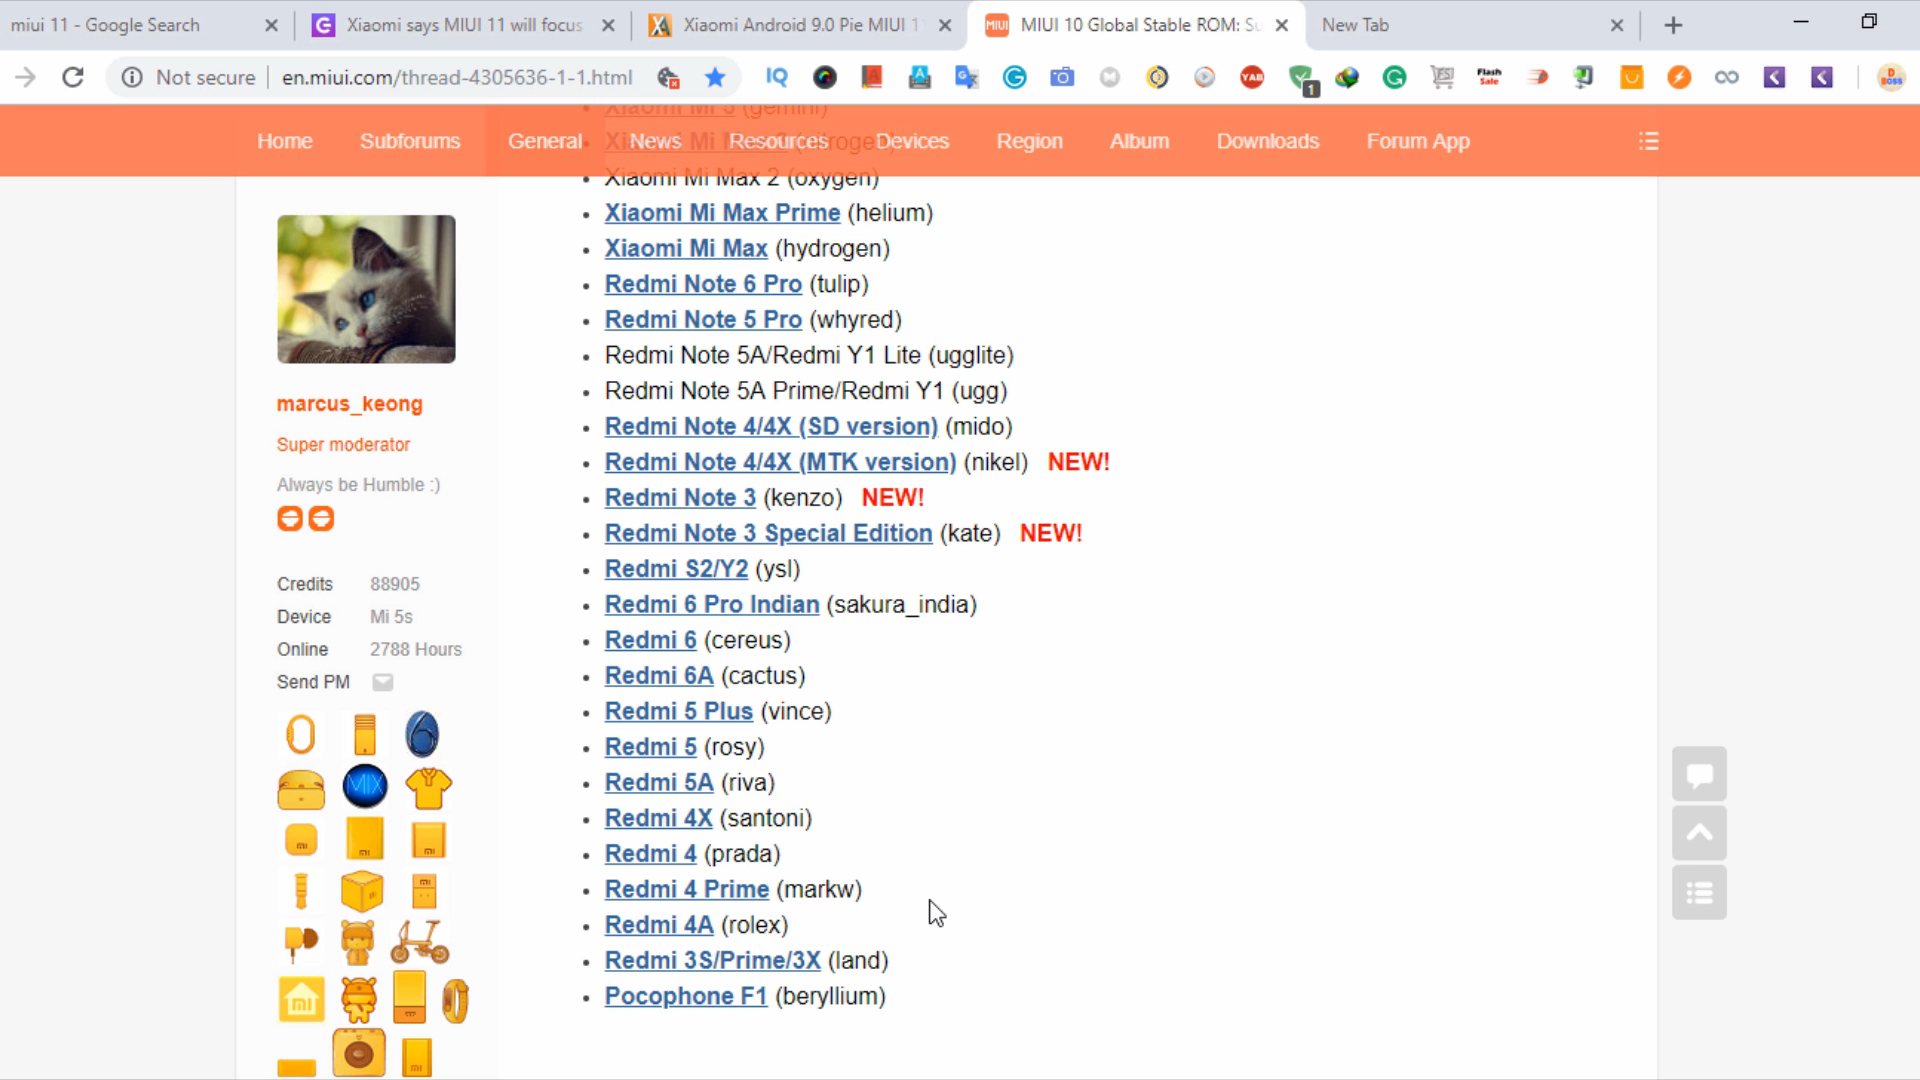 miui 11 - Google Search
Xiaomi says MIUI 11 will focus
Xiaomi Android 9.0 Pie MIUI 11
MIUI 10 Global Stable ROM: Su
New Tab
Not secure
en.miui.com/thread-4305636-1-1.html
Home
Subforums
General
News
Resources
Devices
Region
Album
Downloads
Forum App
Xiaomi Mi 5 (gemini)
Xiaomi Mi Max 2 (oxygen)
Xiaomi Mi Max Prime (helium)
Xiaomi Mi Max (hydrogen)
Redmi Note 6 Pro (tulip)
Redmi Note 5 Pro (whyred)
Redmi Note 5A/Redmi Y1 Lite (ugglite)
Redmi Note 5A Prime/Redmi Y1 (ugg)
Redmi Note 4/4X (SD version) (mido)
Redmi Note 4/4X (MTK version) (nikel) NEW!
Redmi Note 3 (kenzo) NEW!
Redmi Note 3 Special Edition (kate) NEW!
Redmi S2/Y2 (ysl)
Redmi 6 Pro Indian (sakura_india)
Redmi 6 (cereus)
Redmi 6A (cactus)
Redmi 5 Plus (vince)
Redmi 5 (rosy)
Redmi 5A (riva)
Redmi 4X (santoni)
Redmi 4 (prada)
Redmi 4 Prime (markw)
Redmi 4A (rolex)
Redmi 3S/Prime/3X (land)
Pocophone F1 (beryllium)
marcus_keong
Super moderator
Always be Humble :)
Credits 88905
Device Mi 5s
Online 2788 Hours
Send PM
MIX